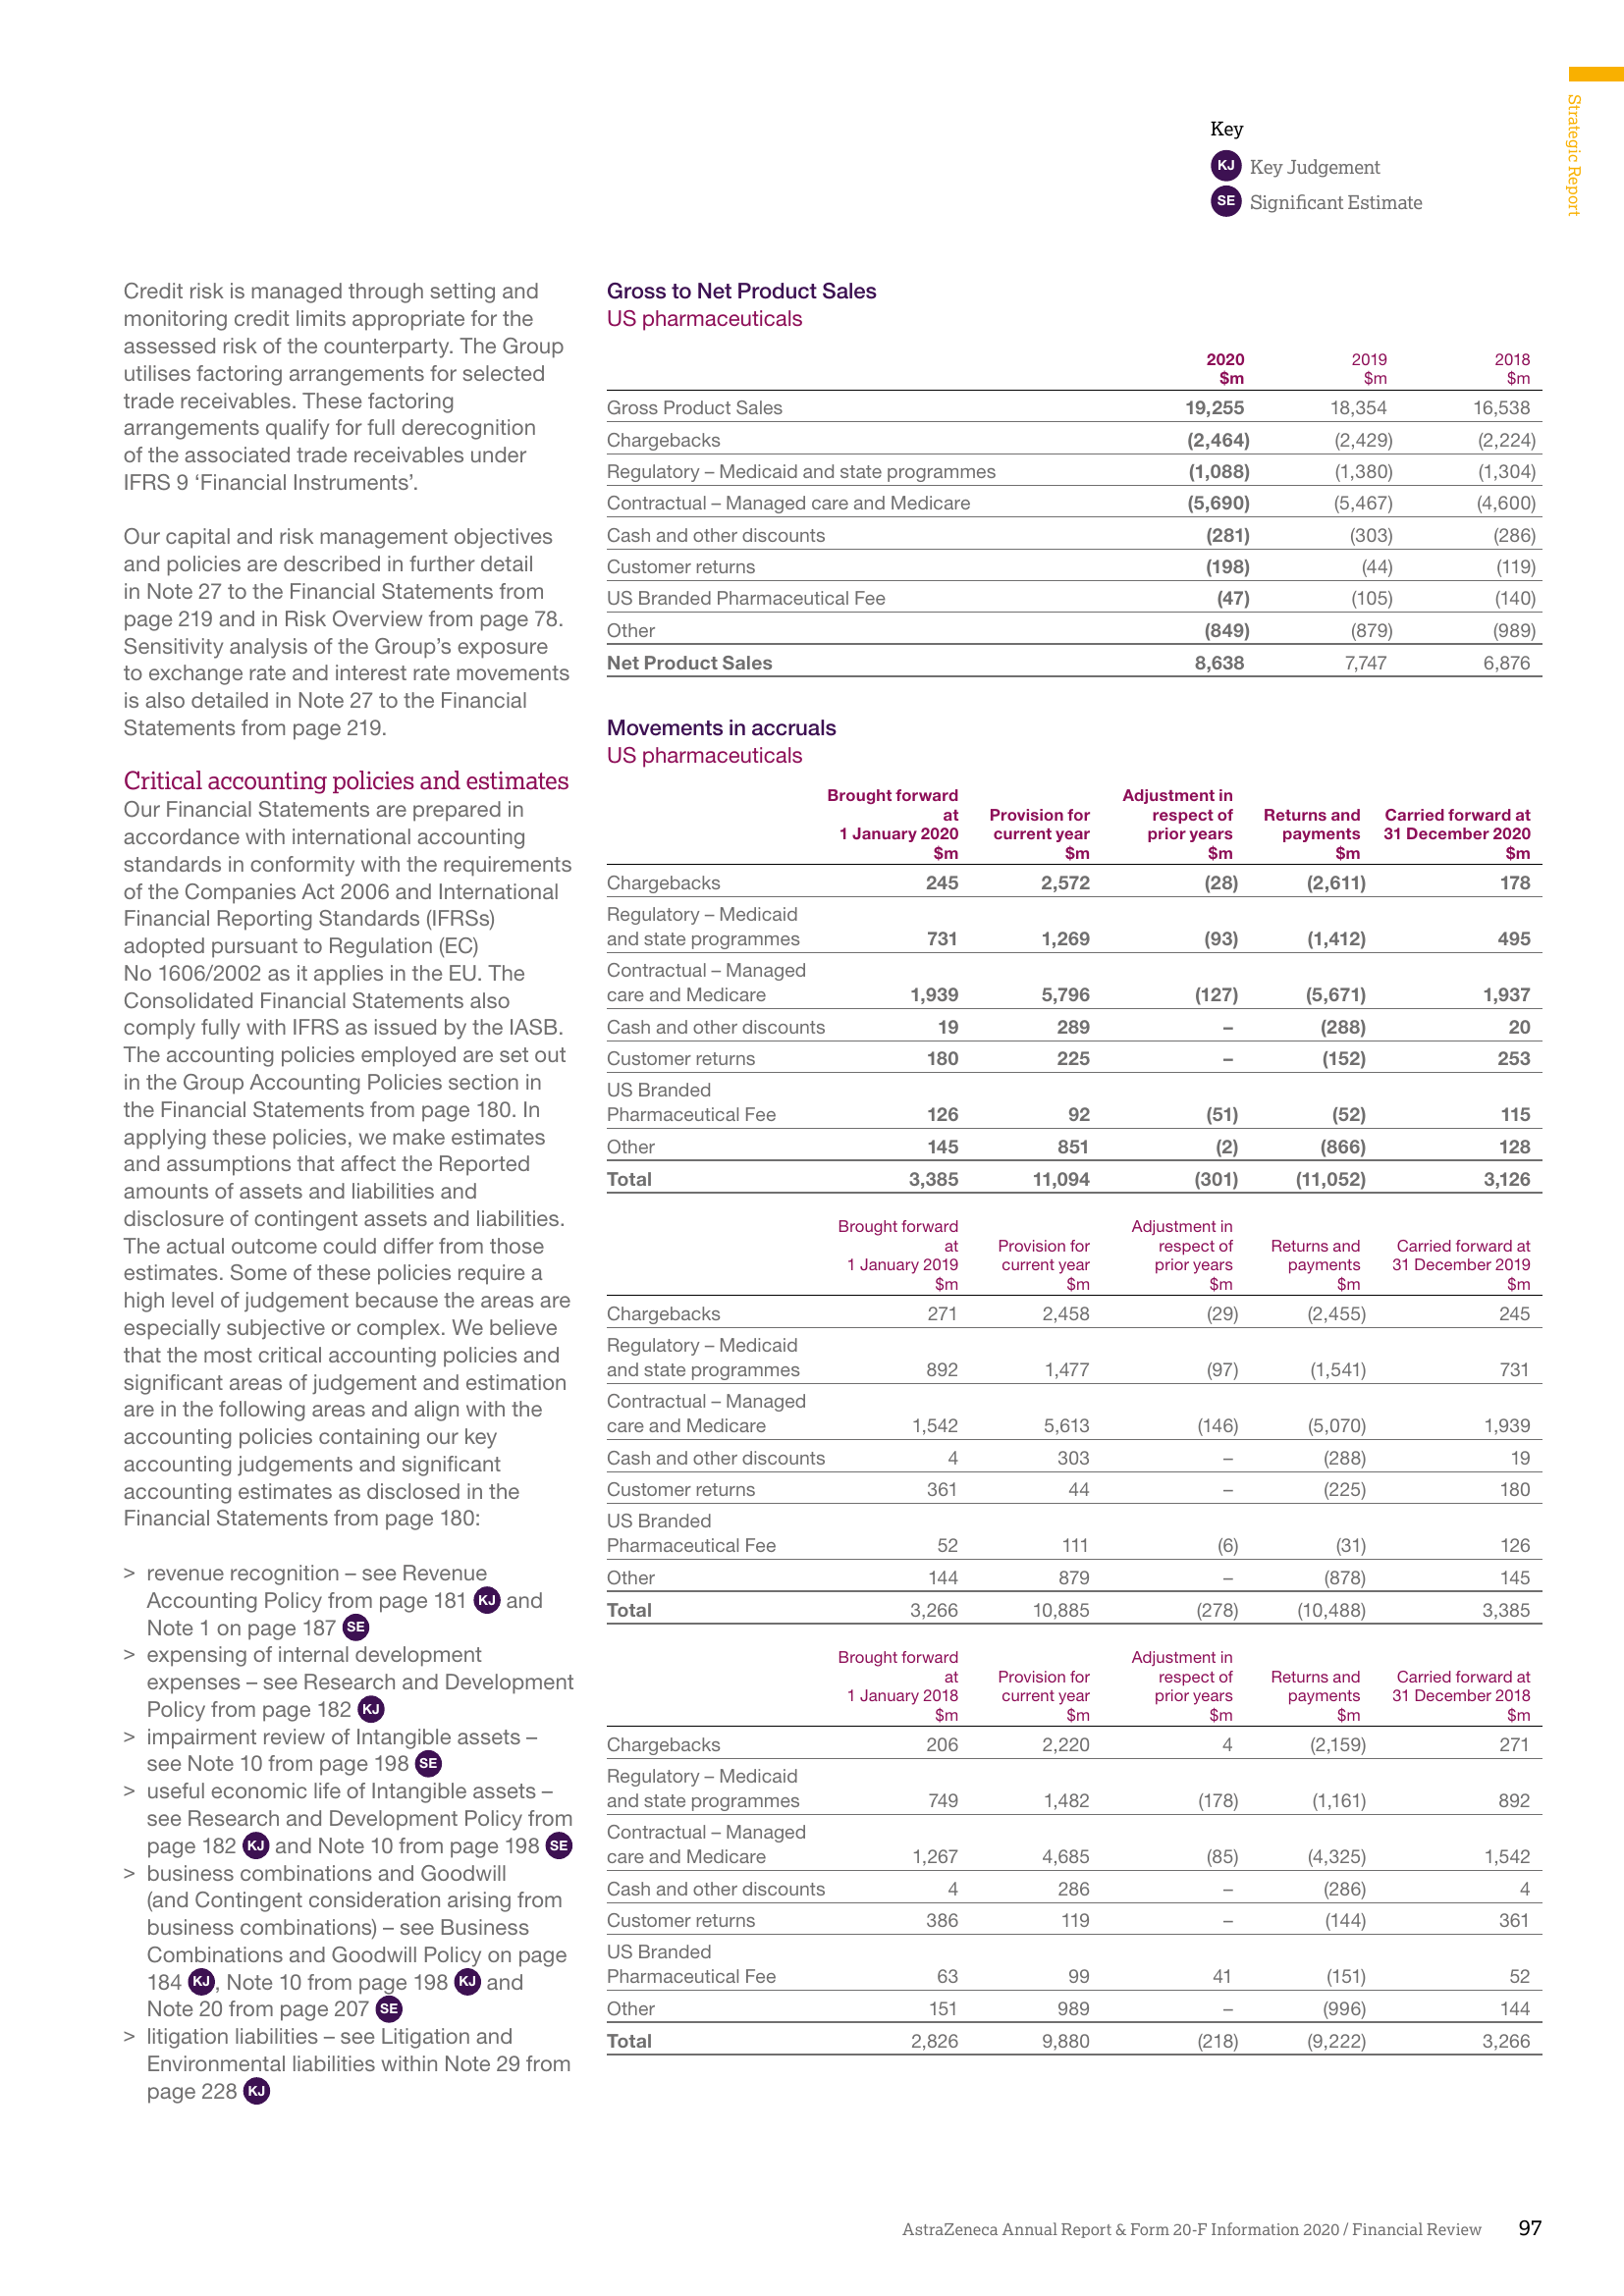 Strategic Report
Key
KJ Key Judgement
SE Significant Estimate
Credit risk is managed through setting and
monitoring credit limits appropriate for the
assessed risk of the counterparty. The Group
utilises factoring arrangements for selected
trade receivables. These factoring
arrangements qualify for full derecognition
of the associated trade receivables under
IFRS 9 ‘Financial Instruments’.
Our capital and risk management objectives
and policies are described in further detail
in Note 27 to the Financial Statements from
page 219 and in Risk Overview from page 78.
Sensitivity analysis of the Group’s exposure
to exchange rate and interest rate movements
is also detailed in Note 27 to the Financial
Statements from page 219.
Critical accounting policies and estimates
Our Financial Statements are prepared in
accordance with international accounting
standards in conformity with the requirements
of the Companies Act 2006 and International
Financial Reporting Standards (IFRSs)
adopted pursuant to Regulation (EC)
No 1606/2002 as it applies in the EU. The
Consolidated Financial Statements also
comply fully with IFRS as issued by the IASB.
The accounting policies employed are set out
in the Group Accounting Policies section in
the Financial Statements from page 180. In
applying these policies, we make estimates
and assumptions that affect the Reported
amounts of assets and liabilities and
disclosure of contingent assets and liabilities.
The actual outcome could differ from those
estimates. Some of these policies require a
high level of judgement because the areas are
especially subjective or complex. We believe
that the most critical accounting policies and
significant areas of judgement and estimation
are in the following areas and align with the
accounting policies containing our key
accounting judgements and significant
accounting estimates as disclosed in the
Financial Statements from page 180:
> revenue recognition – see Revenue
Accounting Policy from page 181 KJ and
Note 1 on page 187 SE
> expensing of internal development
expenses – see Research and Development
Policy from page 182 KJ
> impairment review of Intangible assets –
see Note 10 from page 198 SE
> useful economic life of Intangible assets –
see Research and Development Policy from
page 182 KJ and Note 10 from page 198 SE
> business combinations and Goodwill
(and Contingent consideration arising from
business combinations) – see Business
Combinations and Goodwill Policy on page
184 KJ, Note 10 from page 198 KJ and
Note 20 from page 207 SE
> litigation liabilities – see Litigation and
Environmental liabilities within Note 29 from
page 228 KJ
Gross to Net Product Sales
US pharmaceuticals
2020 2019 2018
$m $m $m
Gross Product Sales 19,255 18,354 16,538
Chargebacks (2,464) (2,429) (2,224)
Regulatory – Medicaid and state programmes (1,088) (1,380) (1,304)
Contractual – Managed care and Medicare (5,690) (5,467) (4,600)
Cash and other discounts (281) (303) (286)
Customer returns (198) (44) (119)
US Branded Pharmaceutical Fee (47) (105) (140)
Other (849) (879) (989)
Net Product Sales 8,638 7,747 6,876
Movements in accruals
US pharmaceuticals
Brought forward Adjustment in
at Provision for respect of Returns and Carried forward at
1 January 2020 current year prior years payments 31 December 2020
$m $m $m $m $m
Chargebacks 245 2,572 (28) (2,611) 178
Regulatory – Medicaid
and state programmes 731 1,269 (93) (1,412) 495
Contractual – Managed
care and Medicare 1,939 5,796 (127) (5,671) 1,937
Cash and other discounts 19 289 – (288) 20
Customer returns 180 225 – (152) 253
US Branded
Pharmaceutical Fee 126 92 (51) (52) 115
Other 145 851 (2) (866) 128
Total 3,385 11,094 (301) (11,052) 3,126
Brought forward Adjustment in
at Provision for respect of Returns and Carried forward at
1 January 2019 current year prior years payments 31 December 2019
$m $m $m $m $m
Chargebacks 271 2,458 (29) (2,455) 245
Regulatory – Medicaid
and state programmes 892 1,477 (97) (1,541) 731
Contractual – Managed
care and Medicare 1,542 5,613 (146) (5,070) 1,939
Cash and other discounts 4 303 – (288) 19
Customer returns 361 44 – (225) 180
US Branded
Pharmaceutical Fee 52 111 (6) (31) 126
Other 144 879 – (878) 145
Total 3,266 10,885 (278) (10,488) 3,385
Brought forward Adjustment in
at Provision for respect of Returns and Carried forward at
1 January 2018 current year prior years payments 31 December 2018
$m $m $m $m $m
Chargebacks 206 2,220 4 (2,159) 271
Regulatory – Medicaid
and state programmes 749 1,482 (178) (1,161) 892
Contractual – Managed
care and Medicare 1,267 4,685 (85) (4,325) 1,542
Cash and other discounts 4 286 – (286) 4
Customer returns 386 119 – (144) 361
US Branded
Pharmaceutical Fee 63 99 41 (151) 52
Other 151 989 – (996) 144
Total 2,826 9,880 (218) (9,222) 3,266
AstraZeneca Annual Report & Form 20-F Information 2020 / Financial Review 97